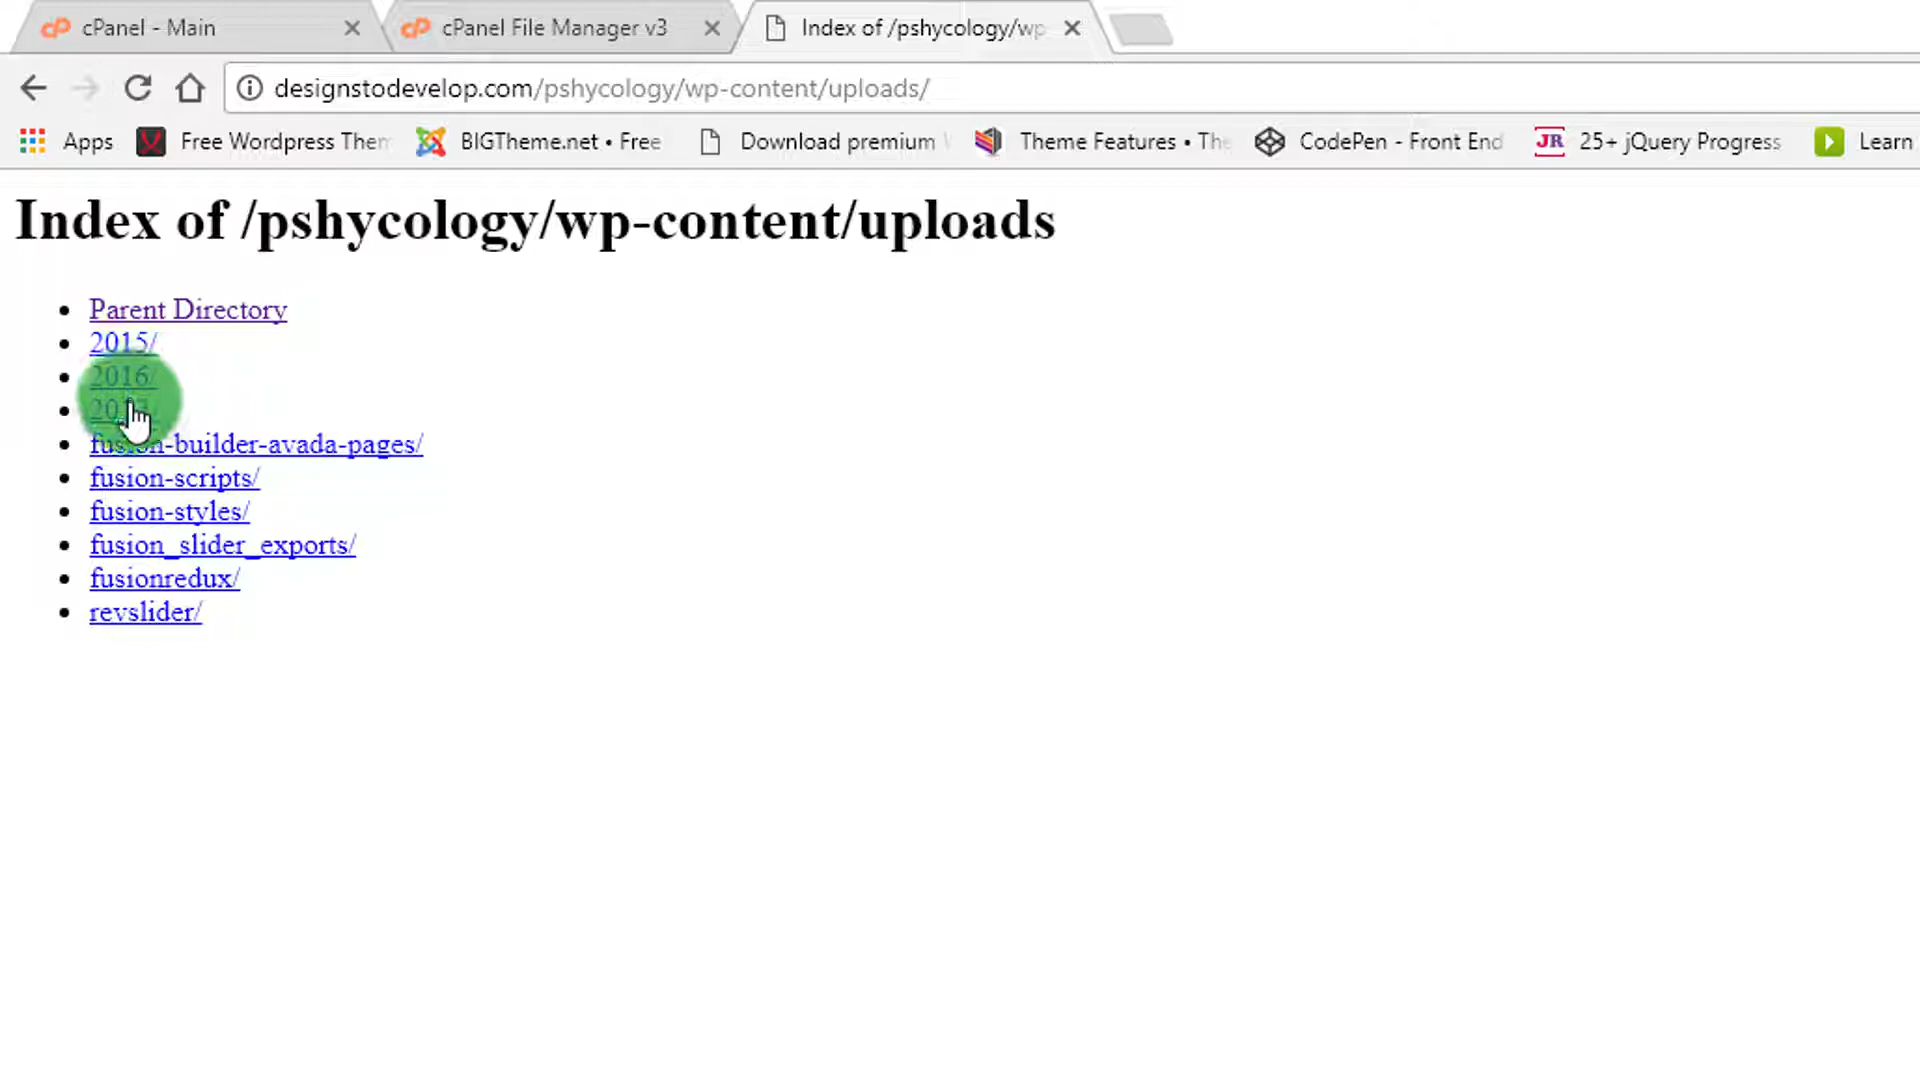 cPanel - Main
cPanel File Manager v3
Index of /pshycology/wp-
designstodevelop.com/pshycology/wp-content/uploads/
Apps
Free Wordpress Them
BIGTheme.net • Free
Download premium
Theme Features • The
CodePen - Front End
JR
25+ jQuery Progress
Learn
Index of /pshycology/wp-content/uploads
Parent Directory
2015/
2016/
fusion-builder-avada-pages/
fusion-scripts/
fusion-styles/
fusion_slider_exports/
fusionredux/
revslider/